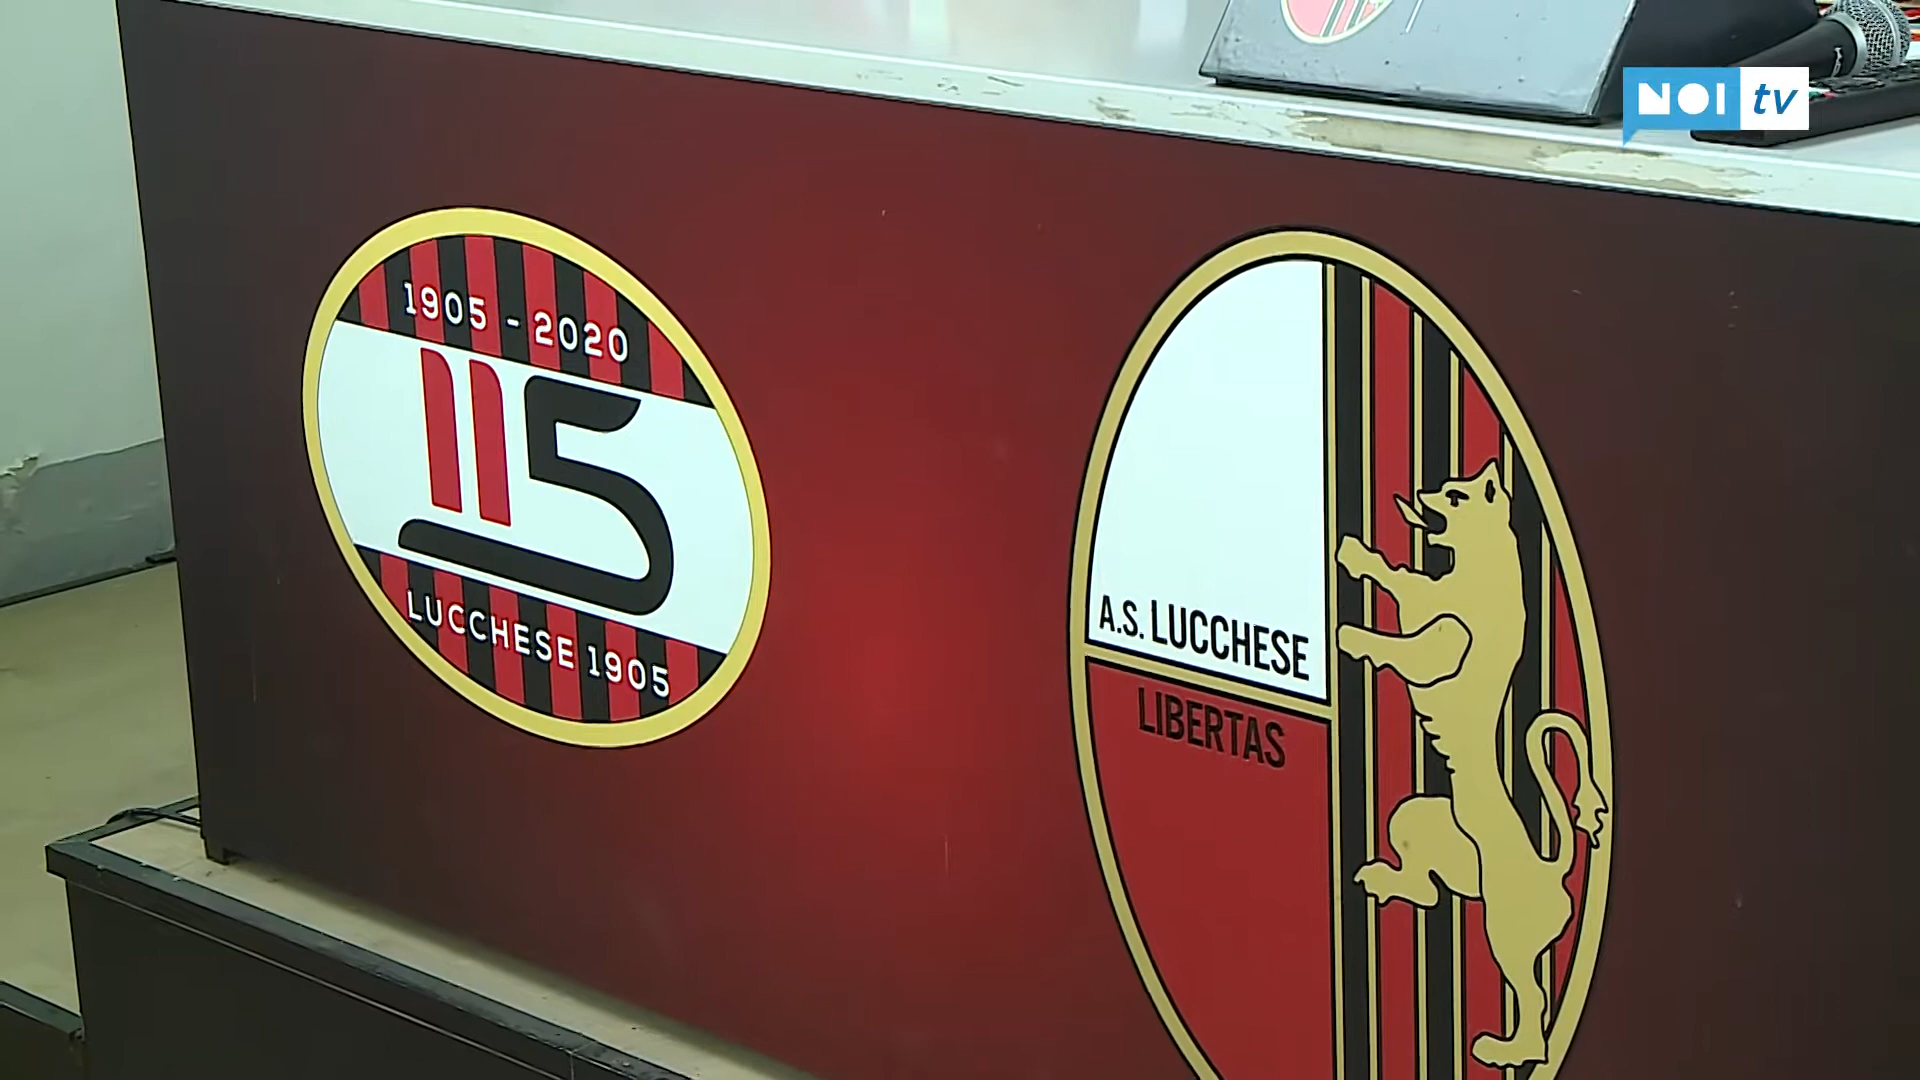 NOI tv
1905 - 2020
115
LUCCHESE 1905
A.S. LUCCHESE
LIBERTAS